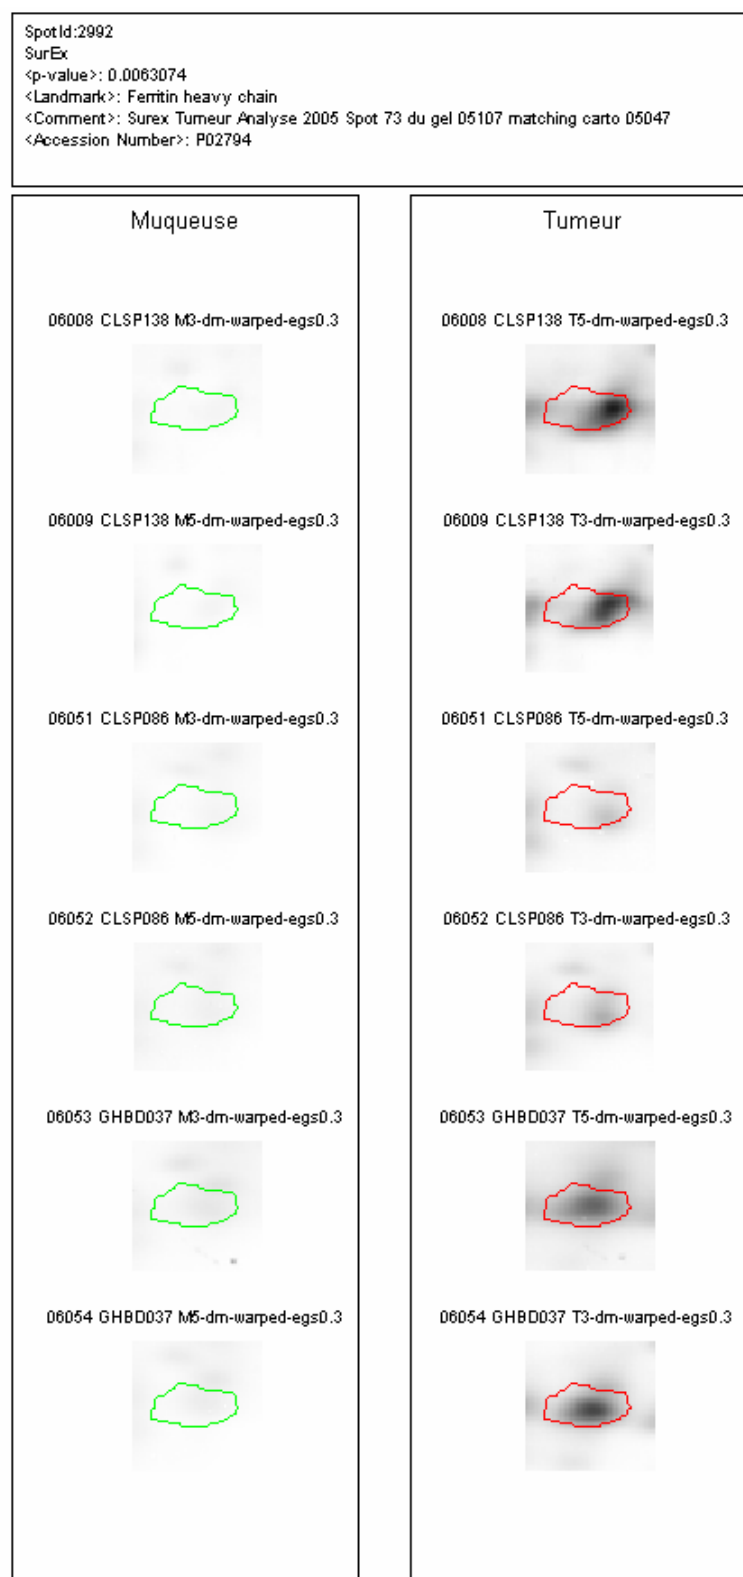 SpotId:2992
SurEx
<p-value>: 0.0063074
<Landmark>: Ferritin heavy chain
<Comment>: Surex Tumeur Analyse 2005 Spot 73 du gel 05107 matching carto 05047
<Accession Number>: P02794
Muqueuse
06008 CLSP138 M3-dm-warped-egs0.3
06009 CLSP138 M5-dm-warped-egs0.3
06051 CLSP086 M3-dm-warped-egs0.3
06052 CLSP086 M5-dm-warped-egs0.3
06053 GHBD037 M3-dm-warped-egs0.3
06054 GHBD037 M5-dm-warped-egs0.3
Tumeur
06008 CLSP138 T5-dm-warped-egs0.3
06009 CLSP138 T3-dm-warped-egs0.3
06051 CLSP086 T5-dm-warped-egs0.3
06052 CLSP086 T3-dm-warped-egs0.3
06053 GHBD037 T5-dm-warped-egs0.3
06054 GHBD037 T3-dm-warped-egs0.3